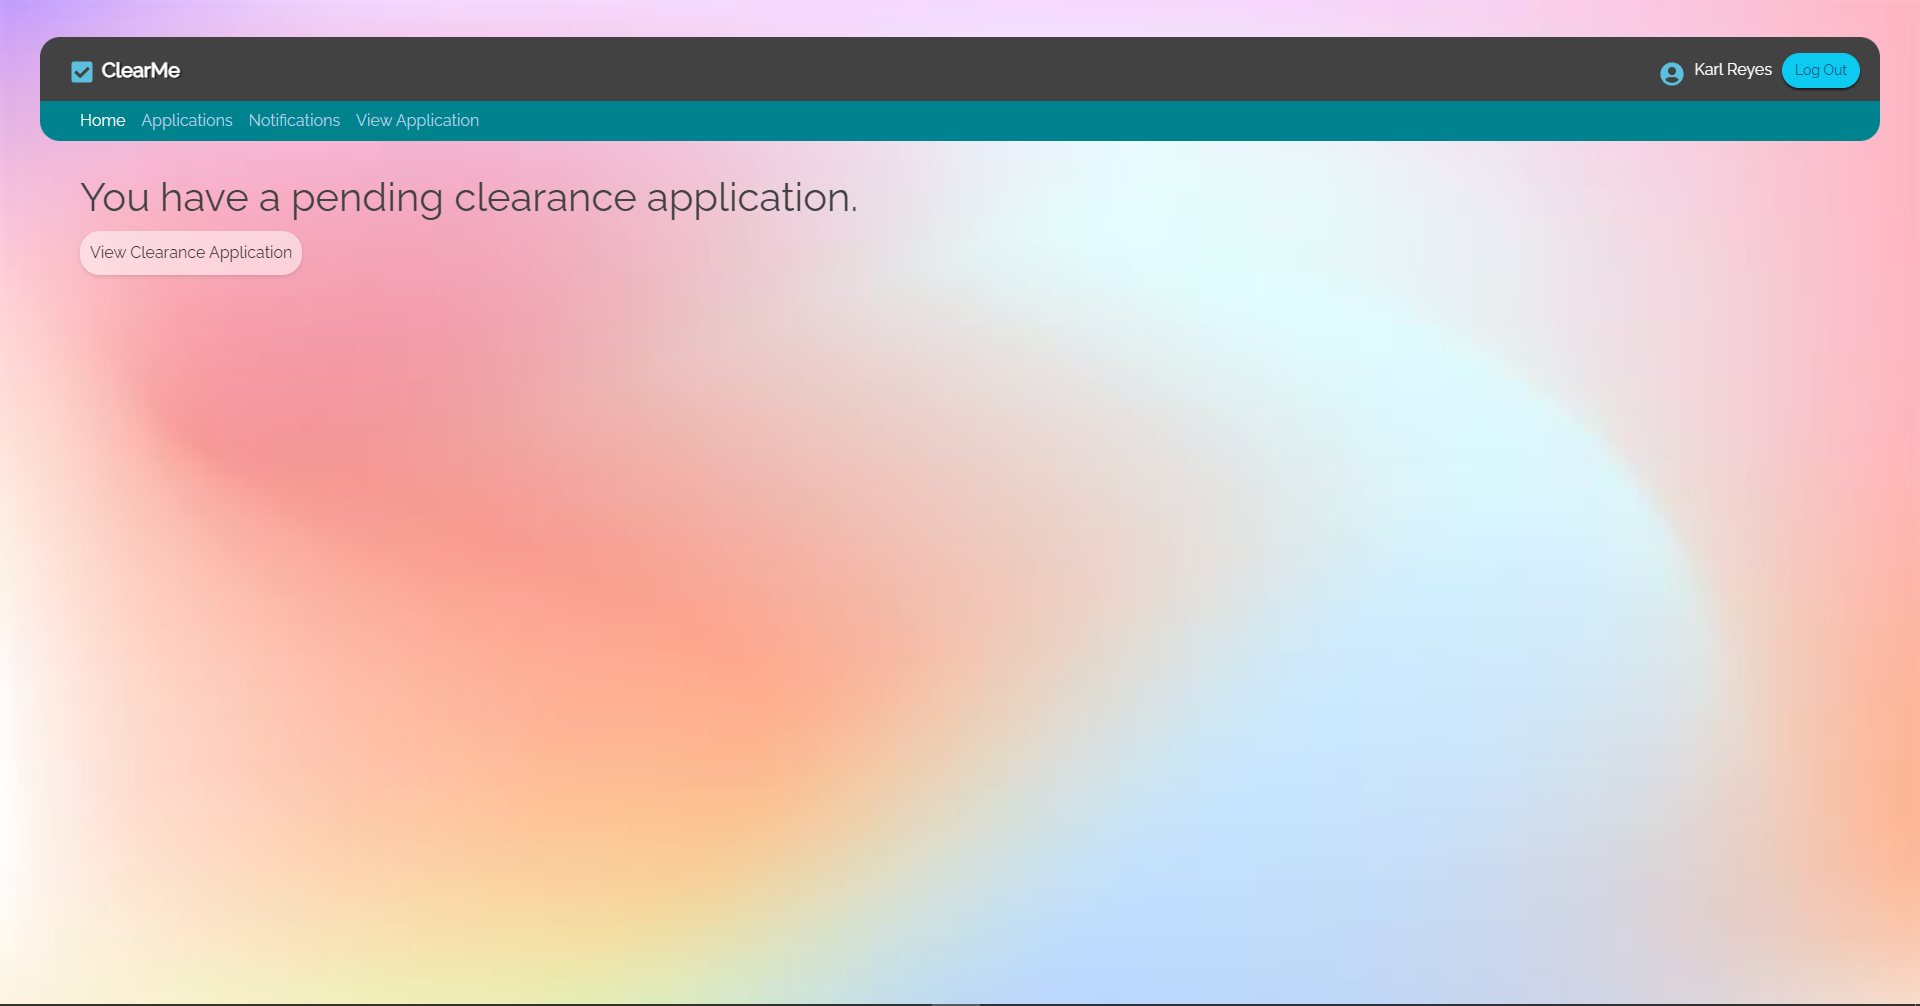 ClearMe
Karl Reyes
Log Out
Home Applications Notifications View Application
You have a pending clearance application.
View Clearance Application